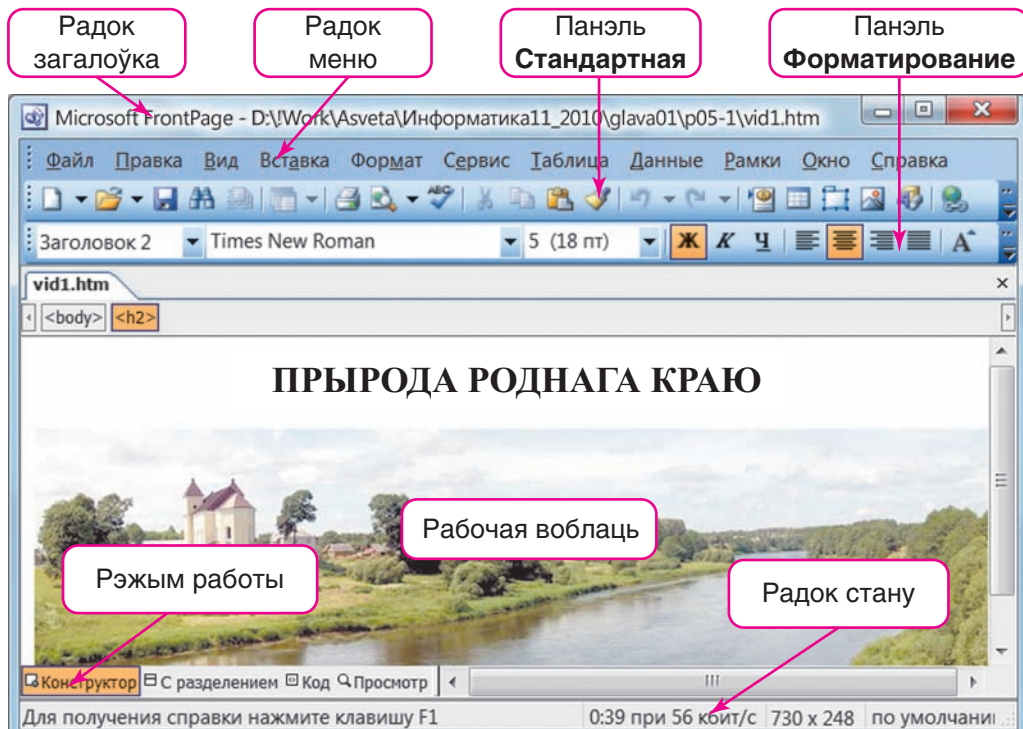 Радок
загалоўка
Радок
меню
Панэль
Стандартная
Панэль
Форматирование
Microsoft FrontPage - D:\!Work\Asveta\Информатика11_2010\glava01\p05-1\vid1.htm
Файл Правка Вид Вставка Формат Сервис Таблица Данные Рамки Окно Справка
ABC
Заголовок 2 Times New Roman 5 (18 пт) Ж К Ч A
vid1.htm
<body> <h2>
ПРЫРОДА РОДНАГА КРАЮ
Рабочая воблаць
Рэжым работы
Радок стану
Конструктор С разделением Код Просмотр
Для получения справки нажмите клавишу F1 0:39 при 56 кбит/с 730 x 248 по умолчани